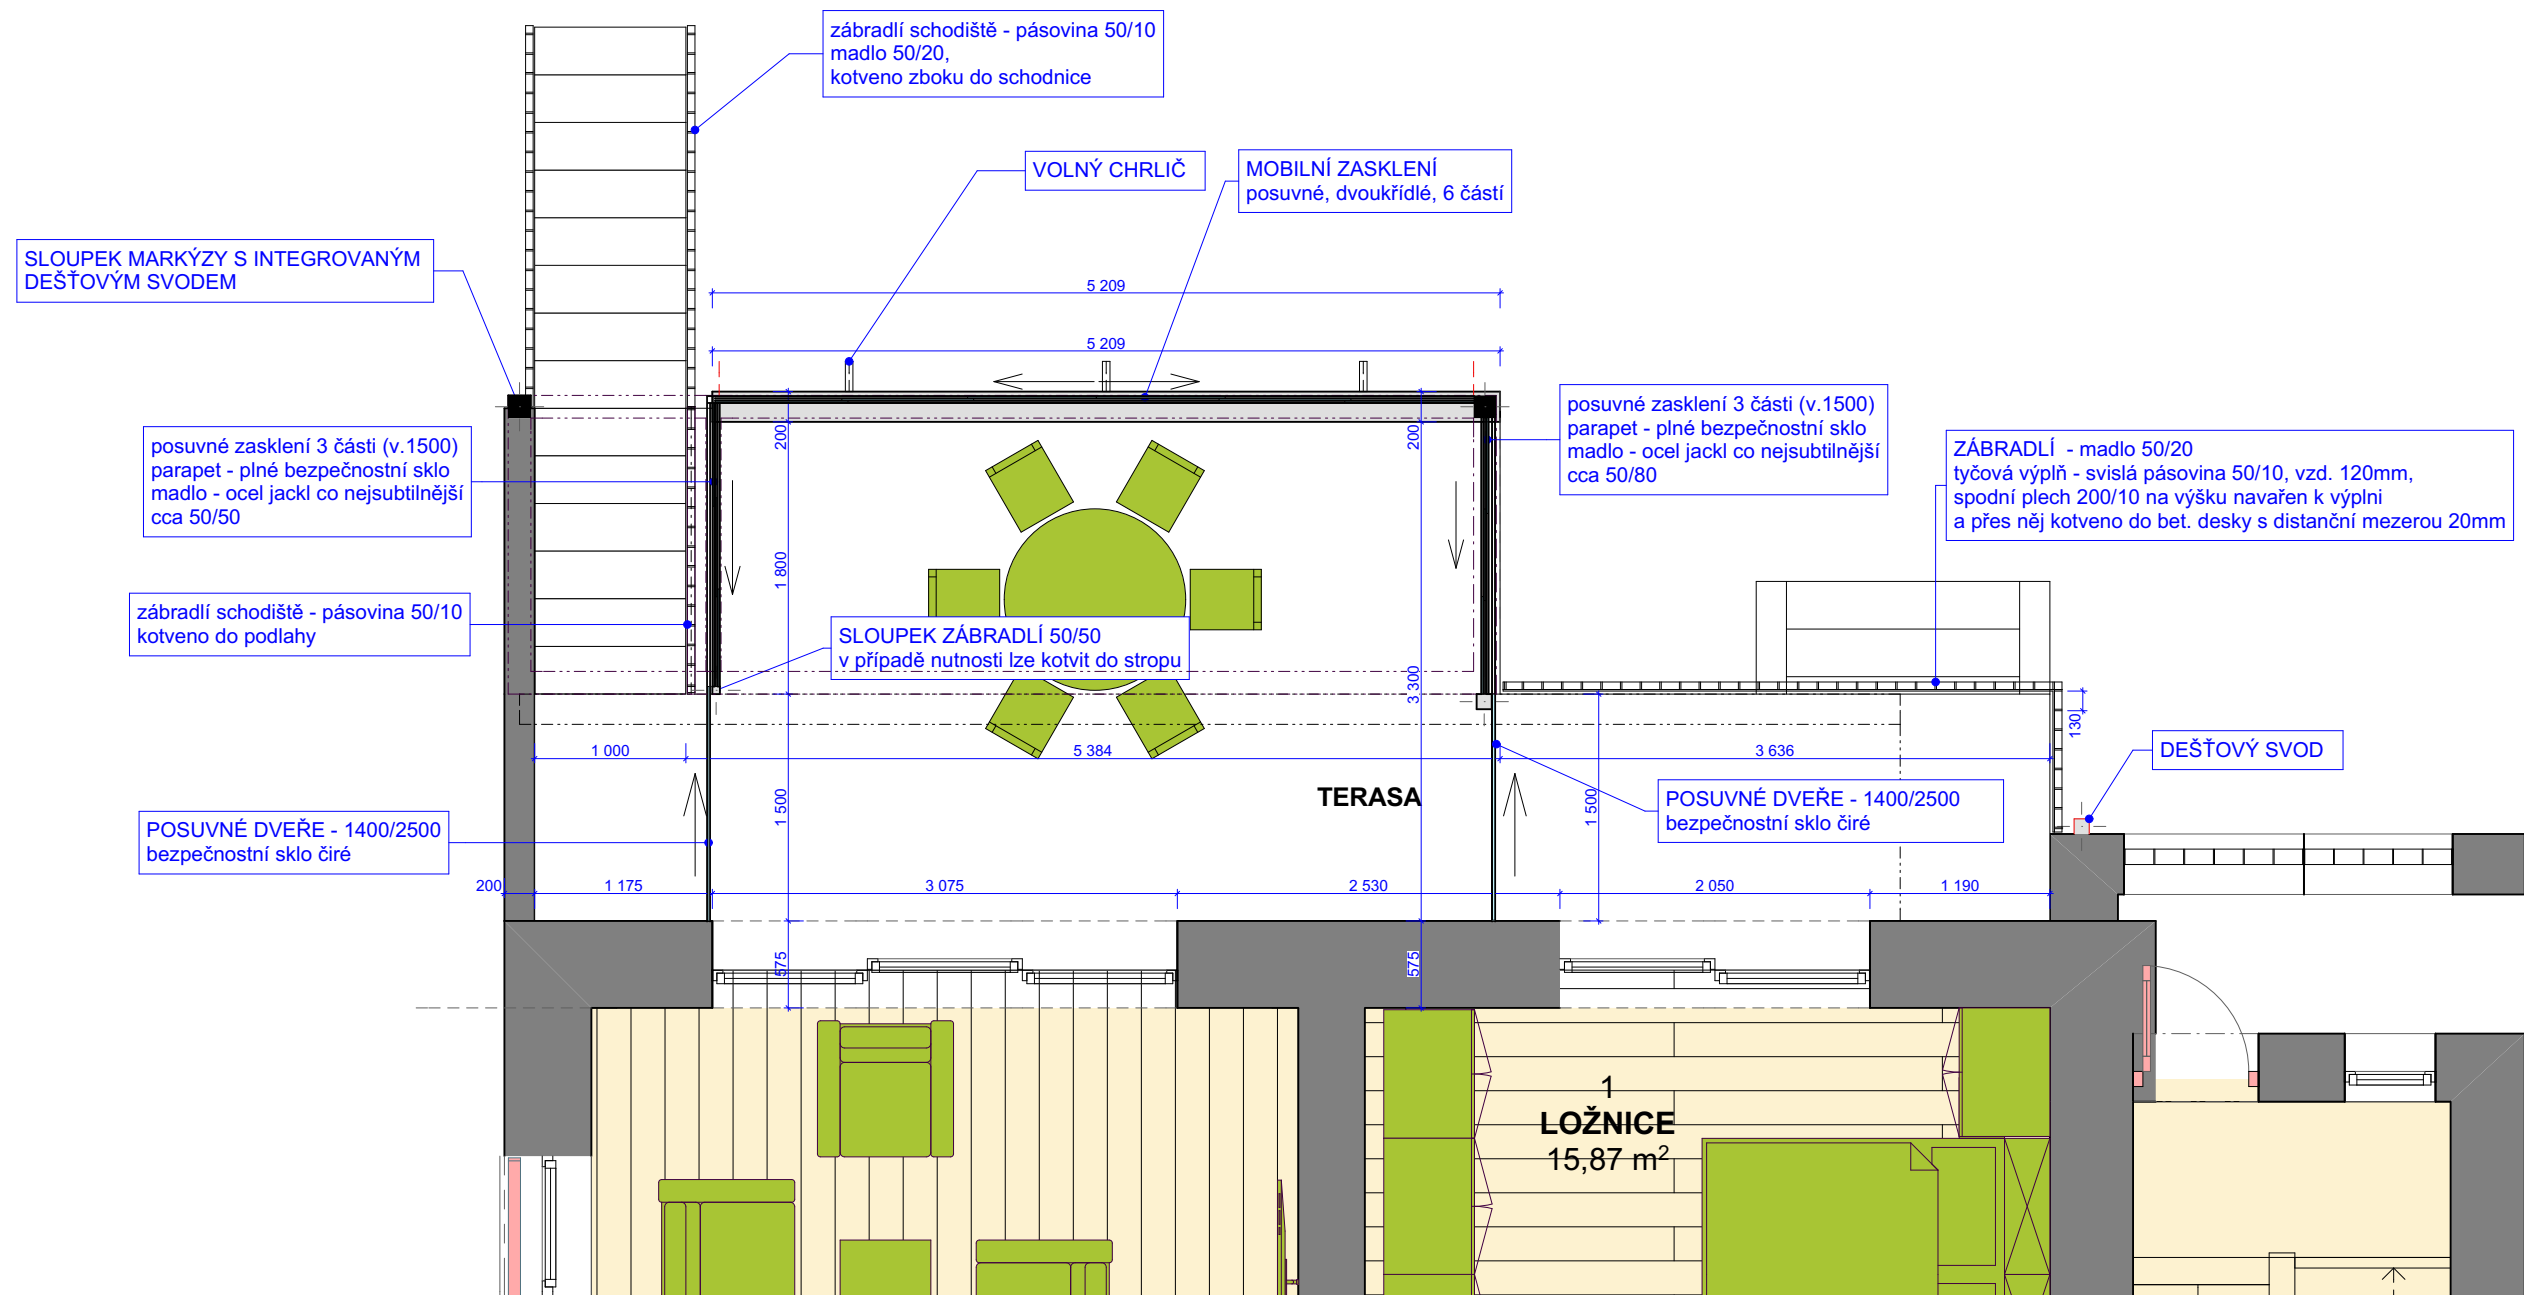 zábradlí schodiště - pásovina 50/10
madlo 50/20,
kotveno zboku do schodnice
VOLNÝ CHRLIČ
MOBILNÍ ZASKLENÍ
posuvné, dvoukřídlé, 6 částí
SLOUPEK MARKÝZY S INTEGROVANÝM
DEŠŤOVÝM SVODEM
5 209
5 209
posuvné zasklení 3 části (v.1500)
parapet - plné bezpečnostní sklo
madlo - ocel jackl co nejsubtilnější
cca 50/50
200
200
posuvné zasklení 3 části (v.1500)
parapet - plné bezpečnostní sklo
madlo - ocel jackl co nejsubtilnější
cca 50/80
ZÁBRADLÍ - madlo 50/20
tyčová výplň - svislá pásovina 50/10, vzd. 120mm,
spodní plech 200/10 na výšku navařen k výplni
a přes něj kotveno do bet. desky s distanční mezerou 20mm
1 800
zábradlí schodiště - pásovina 50/10
kotveno do podlahy
SLOUPEK ZÁBRADLÍ 50/50
v případě nutnosti lze kotvit do stropu
3 300
130
1 000
5 384
3 636
DEŠŤOVÝ SVOD
TERASA
1 500
1 500
POSUVNÉ DVEŘE - 1400/2500
bezpečnostní sklo čiré
POSUVNÉ DVEŘE - 1400/2500
bezpečnostní sklo čiré
200
1 175
3 075
2 530
2 050
1 190
575
575
1
LOŽNICE
15,87 m²